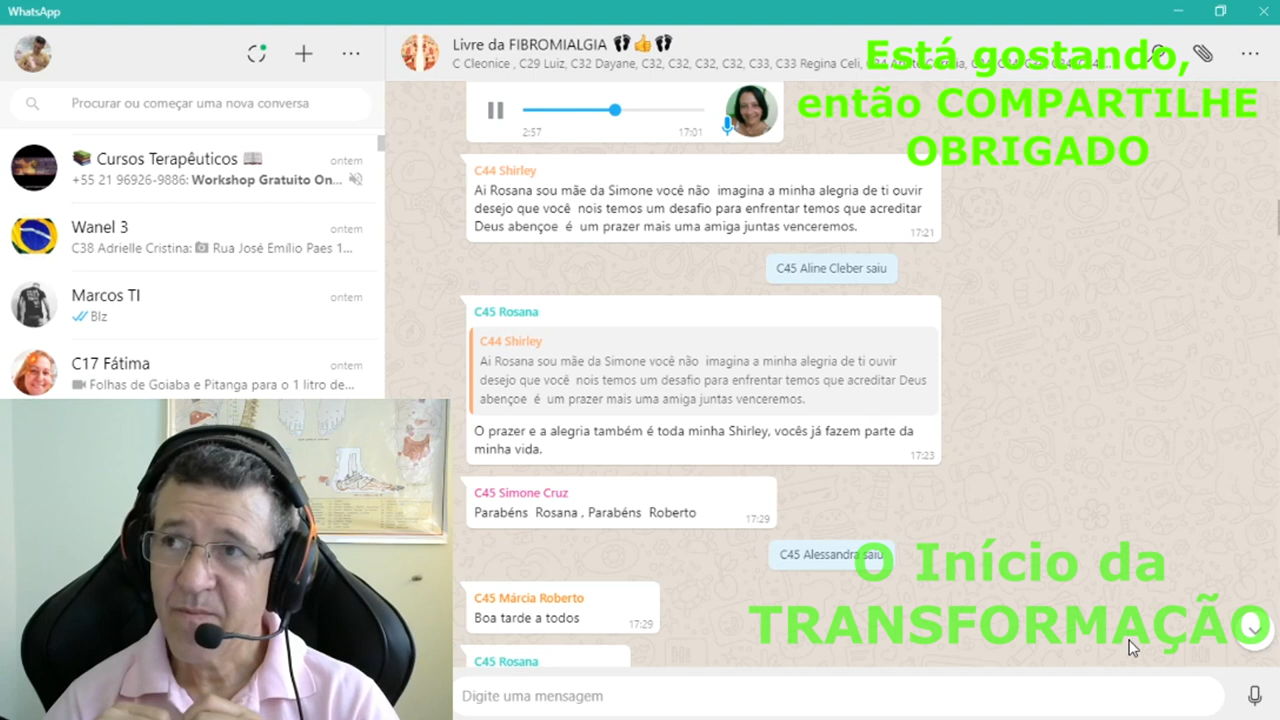 WhatsApp
Livre da FIBROMIALGIA
C Cleonice , C29 Luiz, C32 Dayane, C32, C32, C32, C32, C33, C33 Regina Celi,
Está gostando,
então COMPARTILHE
OBRIGADO
Procurar ou começar uma nova conversa
Cursos Terapêuticos
ontem
+55 21 96926-9886: Workshop Gratuito On...
Wanel 3
C38 Adrielle Cristina: Rua José Emílio Paes 1...
Marcos TI
ontem
Blz
C17 Fátima
ontem
Folhas de Goiaba e Pitanga para o 1 litro de...
2:57
17:01
C44 Shirley
Ai Rosana sou mãe da Simone você não imagina a minha alegria de ti ouvir
desejo que você nois temos um desafio para enfrentar temos que acreditar
Deus abençoe é um prazer mais uma amiga juntas venceremos.
17:21
C45 Aline Cleber saiu
C45 Rosana
C44 Shirley
Ai Rosana sou mãe da Simone você não imagina a minha alegria de ti ouvir
desejo que você nois temos um desafio para enfrentar temos que acreditar Deus
abençoe é um prazer mais uma amiga juntas venceremos.
O prazer e a alegria também é toda minha Shirley, vocês já fazem parte da
minha vida.
17:23
C45 Simone Cruz
Parabéns Rosana , Parabéns Roberto
17:29
C45 Alessandra saiu
O Início da
TRANSFORMAÇÃO
C45 Márcia Roberto
Boa tarde a todos
17:29
C45 Rosana
Digite uma mensagem